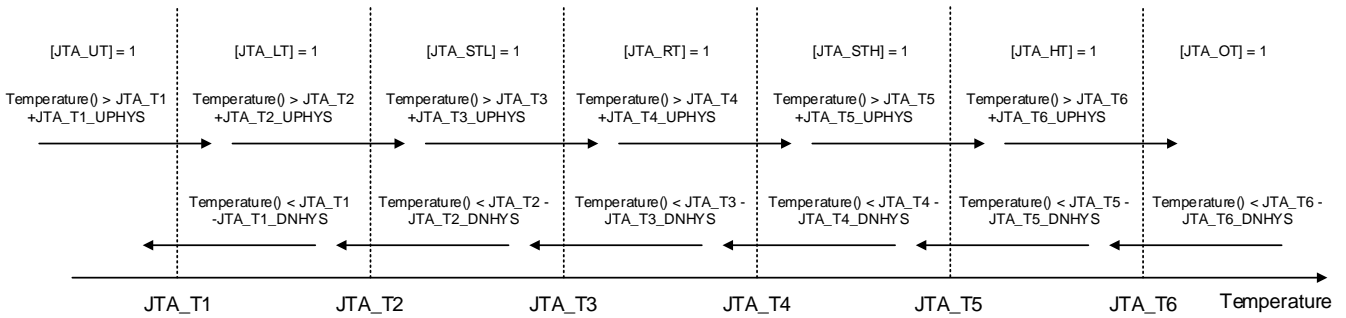 [JTA_UT] = 1
[JTA_LT] = 1
[JTA_STL] = 1
[JTA_RT] = 1
[JTA_STH] = 1
[JTA_HT] = 1
[JTA_OT] = 1
Temperature() > JTA_T1
+JTA_T1_UPHYS
Temperature() > JTA_T2
+JTA_T2_UPHYS
Temperature() > JTA_T3
+JTA_T3_UPHYS
Temperature() > JTA_T4
+JTA_T4_UPHYS
Temperature() > JTA_T5
+JTA_T5_UPHYS
Temperature() > JTA_T6
+JTA_T6_UPHYS
Temperature() < JTA_T1
-JTA_T1_DNHYS
Temperature() < JTA_T2 -
JTA_T2_DNHYS
Temperature() < JTA_T3 -
JTA_T3_DNHYS
Temperature() < JTA_T4 -
JTA_T4_DNHYS
Temperature() < JTA_T5 -
JTA_T5_DNHYS
Temperature() < JTA_T6 -
JTA_T6_DNHYS
JTA_T1
JTA_T2
JTA_T3
JTA_T4
JTA_T5
JTA_T6
Temperature